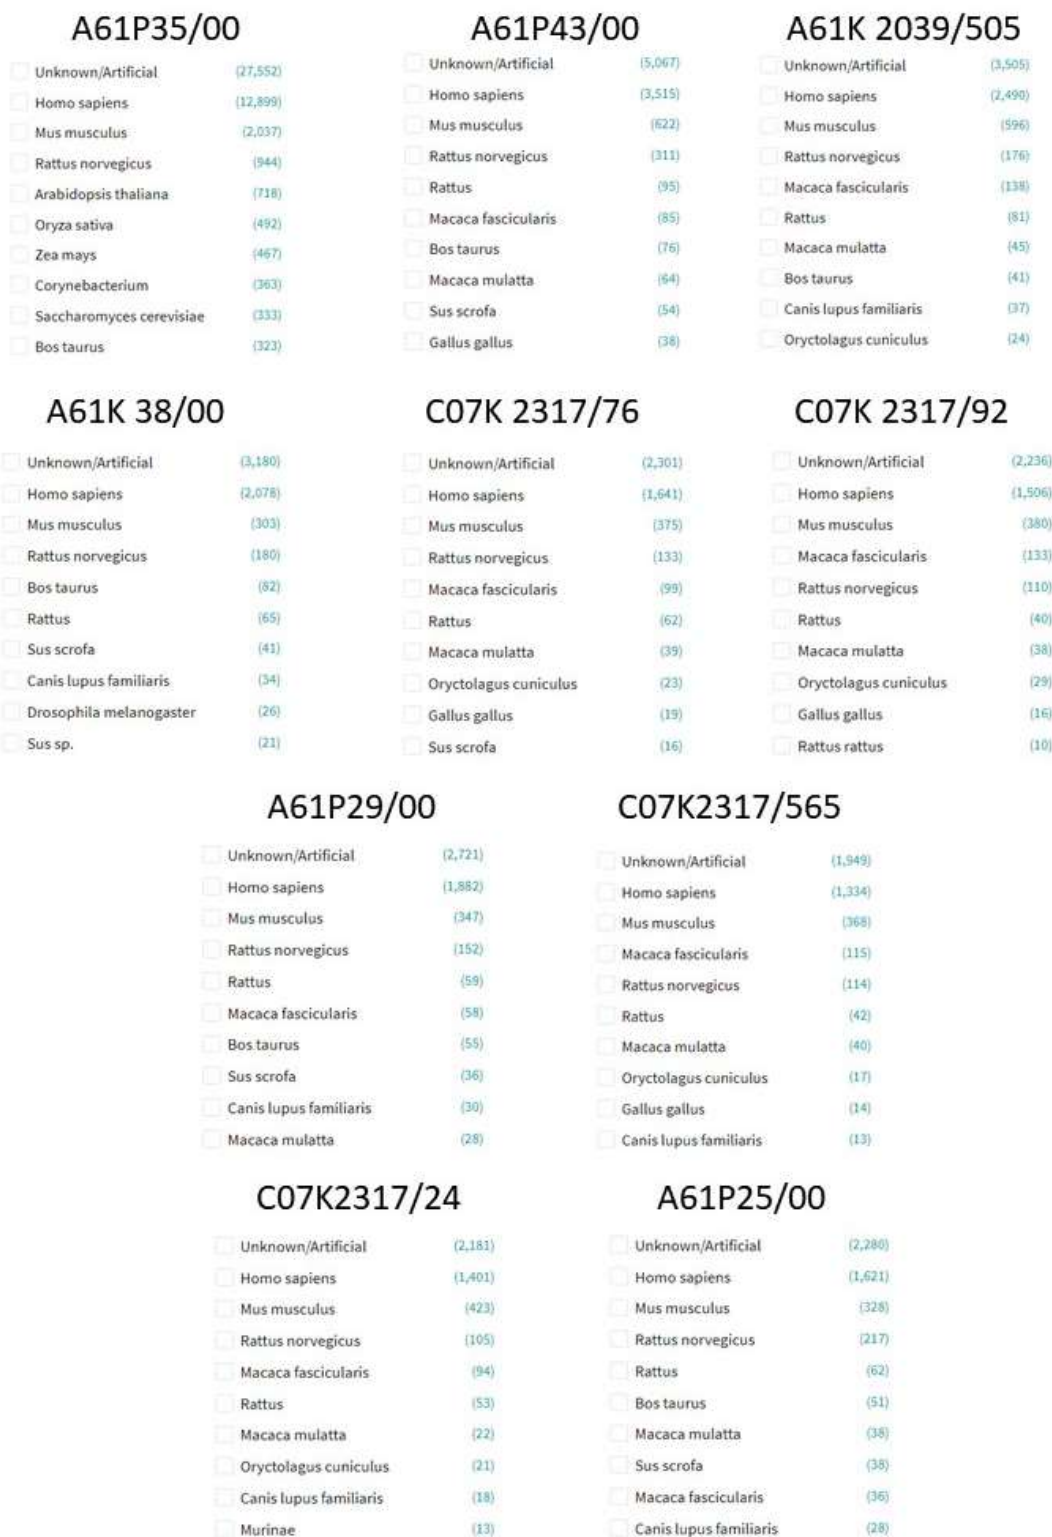 A61P35/00
Unknown/Artificial (27,552)
Homo sapiens (12,899)
Mus musculus (2,037)
Rattus norvegicus (944)
Arabidopsis thaliana (718)
Oryza sativa (492)
Zea mays (467)
Corynebacterium (363)
Saccharomyces cerevisiae (333)
Bos taurus (323)
A61P43/00
Unknown/Artificial (5,067)
Homo sapiens (3,515)
Mus musculus (622)
Rattus norvegicus (311)
Rattus (95)
Macaca fascicularis (85)
Bos taurus (76)
Macaca mulatta (64)
Sus scrofa (54)
Gallus gallus (38)
A61K 2039/505
Unknown/Artificial (3,505)
Homo sapiens (2,490)
Mus musculus (596)
Rattus norvegicus (176)
Macaca fascicularis (138)
Rattus (81)
Macaca mulatta (45)
Bos taurus (41)
Canis lupus familiaris (37)
Oryctolagus cuniculus (24)
A61K 38/00
Unknown/Artificial (3,180)
Homo sapiens (2,078)
Mus musculus (303)
Rattus norvegicus (180)
Bos taurus (82)
Rattus (65)
Sus scrofa (41)
Canis lupus familiaris (34)
Drosophila melanogaster (26)
Sus sp. (21)
C07K 2317/76
Unknown/Artificial (2,301)
Homo sapiens (1,641)
Mus musculus (375)
Rattus norvegicus (133)
Macaca fascicularis (99)
Rattus (62)
Macaca mulatta (39)
Oryctolagus cuniculus (23)
Gallus gallus (19)
Sus scrofa (16)
C07K 2317/92
Unknown/Artificial (2,236)
Homo sapiens (1,506)
Mus musculus (380)
Macaca fascicularis (133)
Rattus norvegicus (110)
Rattus (40)
Macaca mulatta (38)
Oryctolagus cuniculus (29)
Gallus gallus (16)
Rattus rattus (10)
A61P29/00
Unknown/Artificial (2,721)
Homo sapiens (1,882)
Mus musculus (347)
Rattus norvegicus (152)
Rattus (59)
Macaca fascicularis (58)
Bos taurus (55)
Sus scrofa (36)
Canis lupus familiaris (30)
Macaca mulatta (28)
C07K2317/565
Unknown/Artificial (1,949)
Homo sapiens (1,334)
Mus musculus (368)
Macaca fascicularis (115)
Rattus norvegicus (114)
Rattus (42)
Macaca mulatta (40)
Oryctolagus cuniculus (17)
Gallus gallus (14)
Canis lupus familiaris (13)
C07K2317/24
Unknown/Artificial (2,181)
Homo sapiens (1,401)
Mus musculus (423)
Rattus norvegicus (105)
Macaca fascicularis (94)
Rattus (53)
Macaca mulatta (22)
Oryctolagus cuniculus (21)
Canis lupus familiaris (18)
Murinae (13)
A61P25/00
Unknown/Artificial (2,280)
Homo sapiens (1,621)
Mus musculus (328)
Rattus norvegicus (217)
Rattus (62)
Bos taurus (51)
Macaca mulatta (38)
Sus scrofa (38)
Macaca fascicularis (36)
Canis lupus familiaris (28)